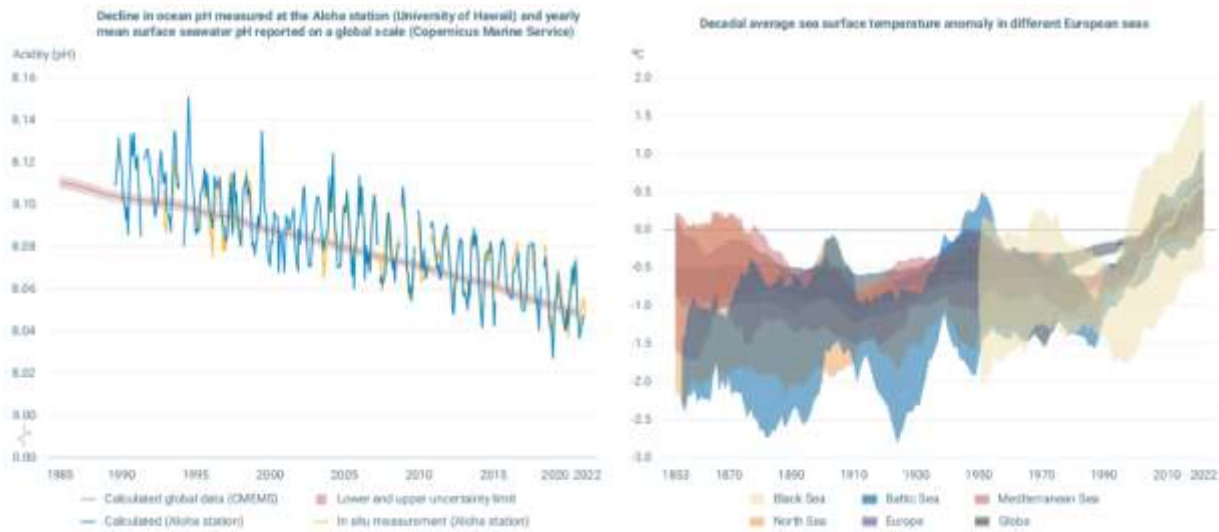 Decline in ocean pH measured at the Aloha station (University of Hawaii) and yearly
mean surface seawater pH reported on a global scale (Copernicus Marine Service)
Acidity (pH)
8.16
8.14
8.12
8.10
8.09
8.06
8.04
8.02
8.00
0.00
1985 1990 1995 2000 2005 2010 2015 2020 2022
Calculated global data (CMEMS)
Lower and upper uncertainty limit
Calculated (Aloha station)
In situ measurement (Aloha station)
Decadal average sea surface temperature anomaly in different European seas
°C
2.0
1.5
1.0
0.5
0.0
-0.5
-1.0
-1.5
-2.0
-2.5
-3.0
1853 1870 1890 1910 1930 1950 1970 1990 2010 2022
Black Sea
Baltic Sea
Mediterranean Sea
North Sea
Europe
Globa